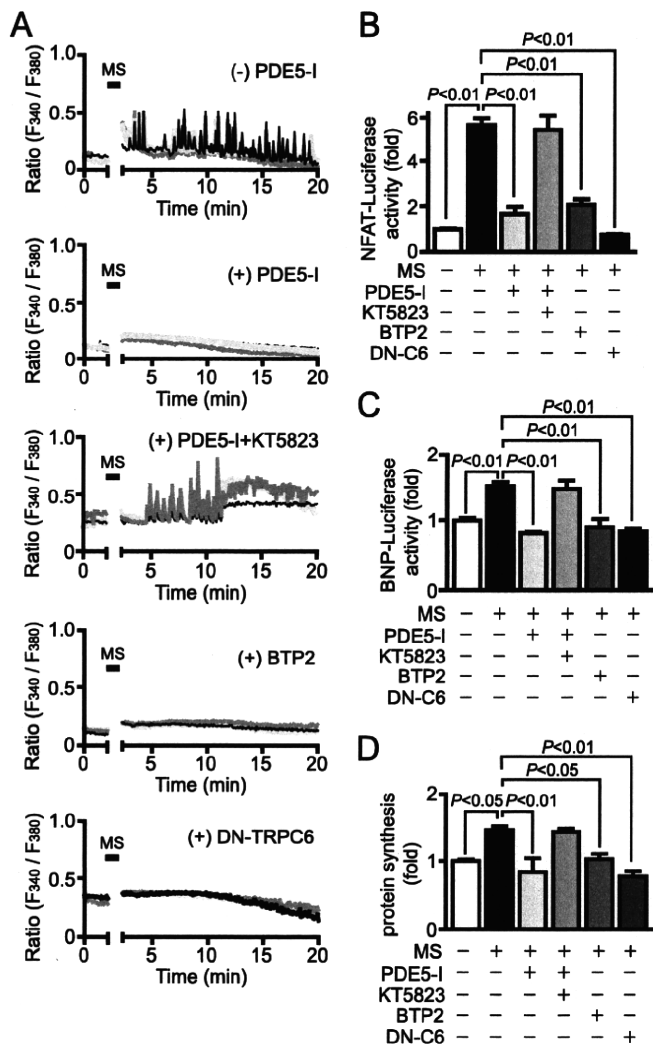 A
Ratio (F340 / F380)
1.0
0.5
0
MS
(-) PDE5-I
0
5
10
15
20
Time (min)
Ratio (F340 / F380)
1.0
0.5
0
MS
(+) PDE5-I
0
5
10
15
20
Time (min)
Ratio (F340 / F380)
1.0
0.5
0
MS
(+) PDE5-I+KT5823
0
5
10
15
20
Time (min)
Ratio (F340 / F380)
1.0
0.5
0
MS
(+) BTP2
0
5
10
15
20
Time (min)
Ratio (F340 / F380)
1.0
0.5
0
MS
(+) DN-TRPC6
0
5
10
15
20
Time (min)
B
NFAT-Luciferase
activity (fold)
6
4
2
0
P<0.01
P<0.01
P<0.01 P<0.01
MS − + + + + +
PDE5-I − − + + − −
KT5823 − − − + − −
BTP2 − − − − + −
DN-C6 − − − − − +
C
BNP-Luciferase
activity (fold)
2
1
0
P<0.01
P<0.01
P<0.01 P<0.01
MS − + + + + +
PDE5-I − − + + − −
KT5823 − − − + − −
BTP2 − − − − + −
DN-C6 − − − − − +
D
protein synthesis
(fold)
2
1
0
P<0.01
P<0.05
P<0.05 P<0.01
MS − + + + + +
PDE5-I − − + + − −
KT5823 − − − + − −
BTP2 − − − − + −
DN-C6 − − − − − +